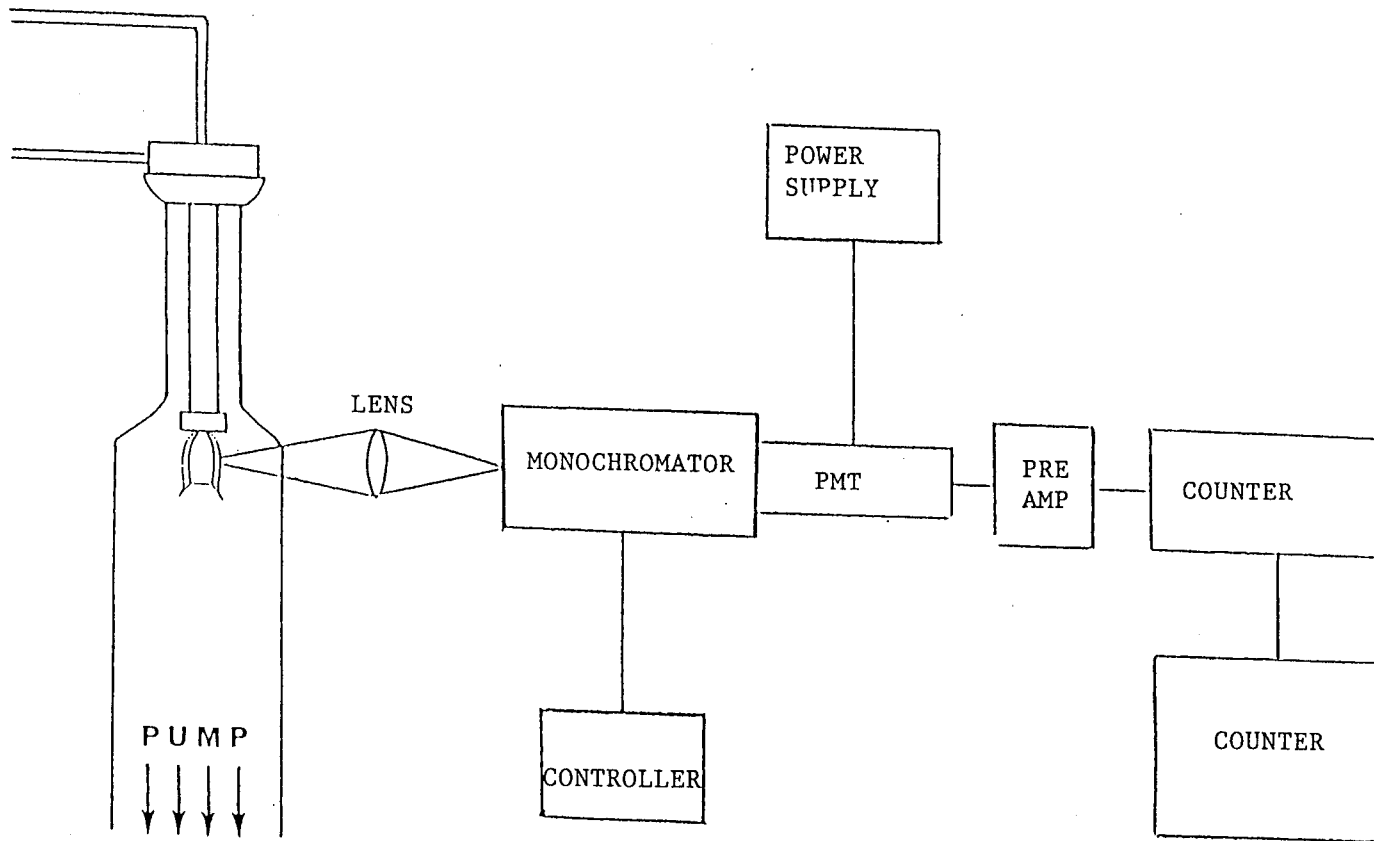 POWER
SUPPLY
LENS
MONOCHROMATOR
PMT
PRE
AMP
COUNTER
PUMP
CONTROLLER
COUNTER